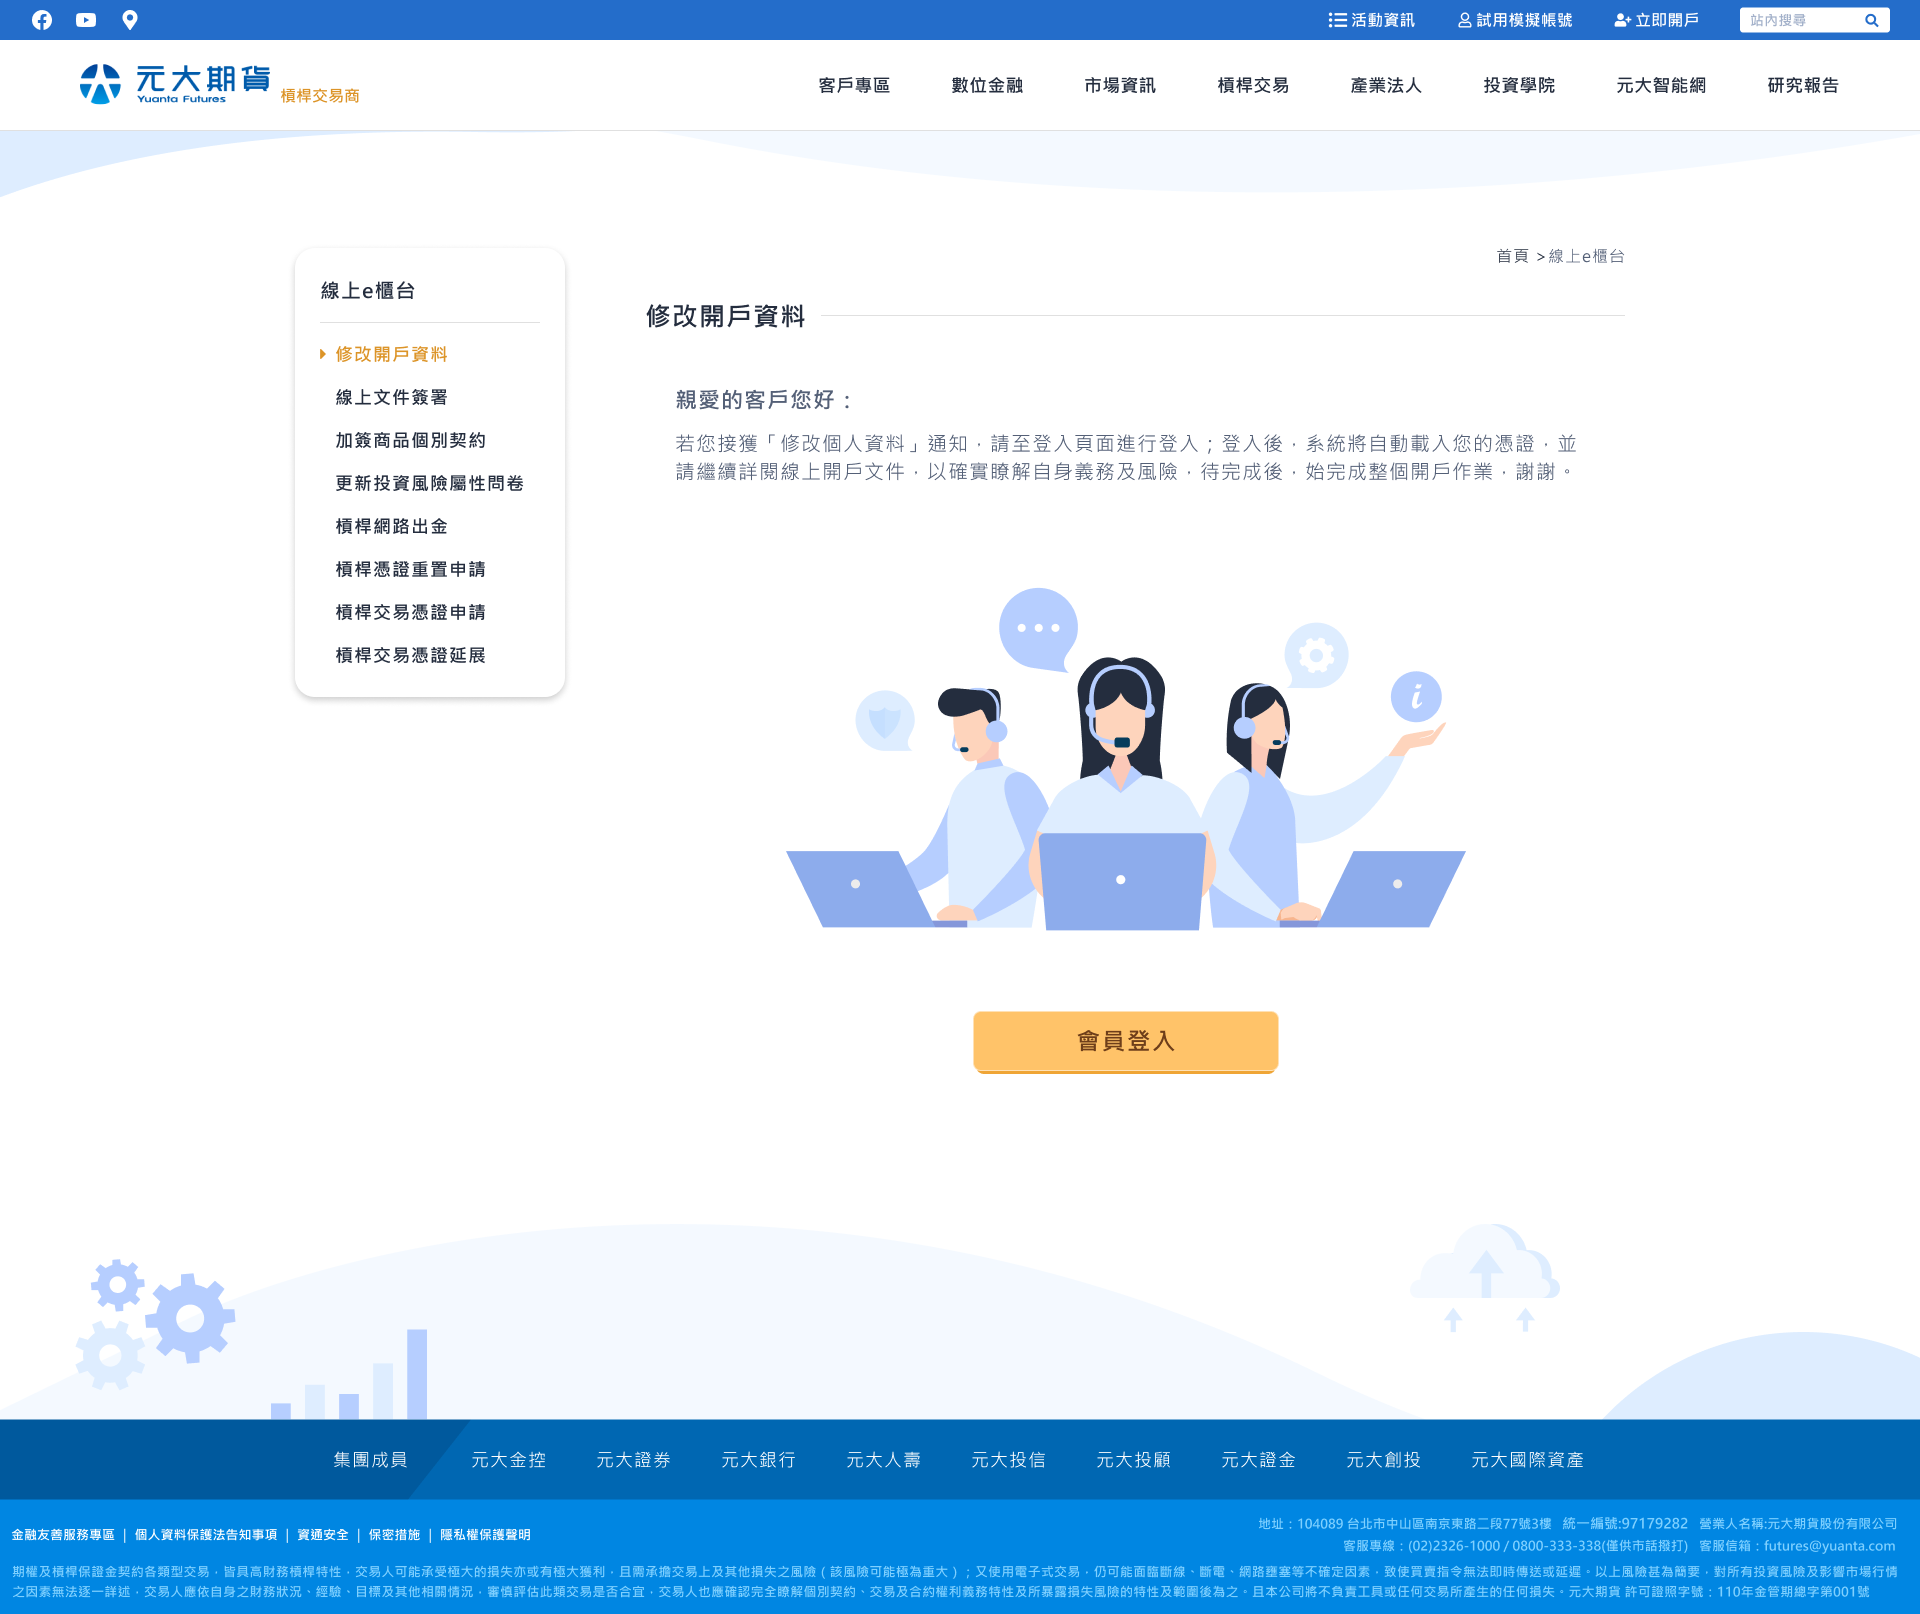 活動資訊 試用模擬帳號 立即開戶 站內搜尋
元大期貨 Yuanta Futures 槓桿交易商
客戶專區 數位金融 市場資訊 槓桿交易 產業法人 投資學院 元大智能網 研究報告
首頁 > 線上e櫃台
線上e櫃台
修改開戶資料
線上文件簽署
加簽商品個別契約
更新投資風險屬性問卷
槓桿網路出金
槓桿憑證重置申請
槓桿交易憑證申請
槓桿交易憑證延展
修改開戶資料
親愛的客戶您好：
若您接獲「修改個人資料」通知，請至登入頁面進行登入；登入後，系統將自動載入您的憑證，並
請繼續詳閱線上開戶文件，以確實瞭解自身義務及風險，待完成後，始完成整個開戶作業，謝謝。
i
會員登入
集團成員 元大金控 元大證券 元大銀行 元大人壽 元大投信 元大投顧 元大證金 元大創投 元大國際資產
金融友善服務專區 | 個人資料保護法告知事項 | 資通安全 | 保密措施 | 隱私權保護聲明
地址：104089 台北市中山區南京東路二段77號3樓 統一編號:97179282 營業人名稱:元大期貨股份有限公司
客服專線：(02)2326-1000 / 0800-333-338(僅供市話撥打) 客服信箱：futures@yuanta.com
期權及槓桿保證金契約各類型交易，皆具高財務槓桿特性，交易人可能承受極大的損失亦或有極大獲利，且需承擔交易上及其他損失之風險（該風險可能極為重大）；又使用電子式交易，仍可能面臨斷線、斷電、網路壅塞等不確定因素，致使買賣指令無法即時傳送或延遲。以上風險甚為簡要，對所有投資風險及影響市場行情
之因素無法逐一詳述，交易人應依自身之財務狀況、經驗、目標及其他相關情況，審慎評估此類交易是否合宜，交易人也應確認完全瞭解個別契約、交易及合約權利義務特性及所暴露損失風險的特性及範圍後為之。且本公司將不負責工具或任何交易所產生的任何損失。元大期貨 許可證照字號：110年金管期總字第001號